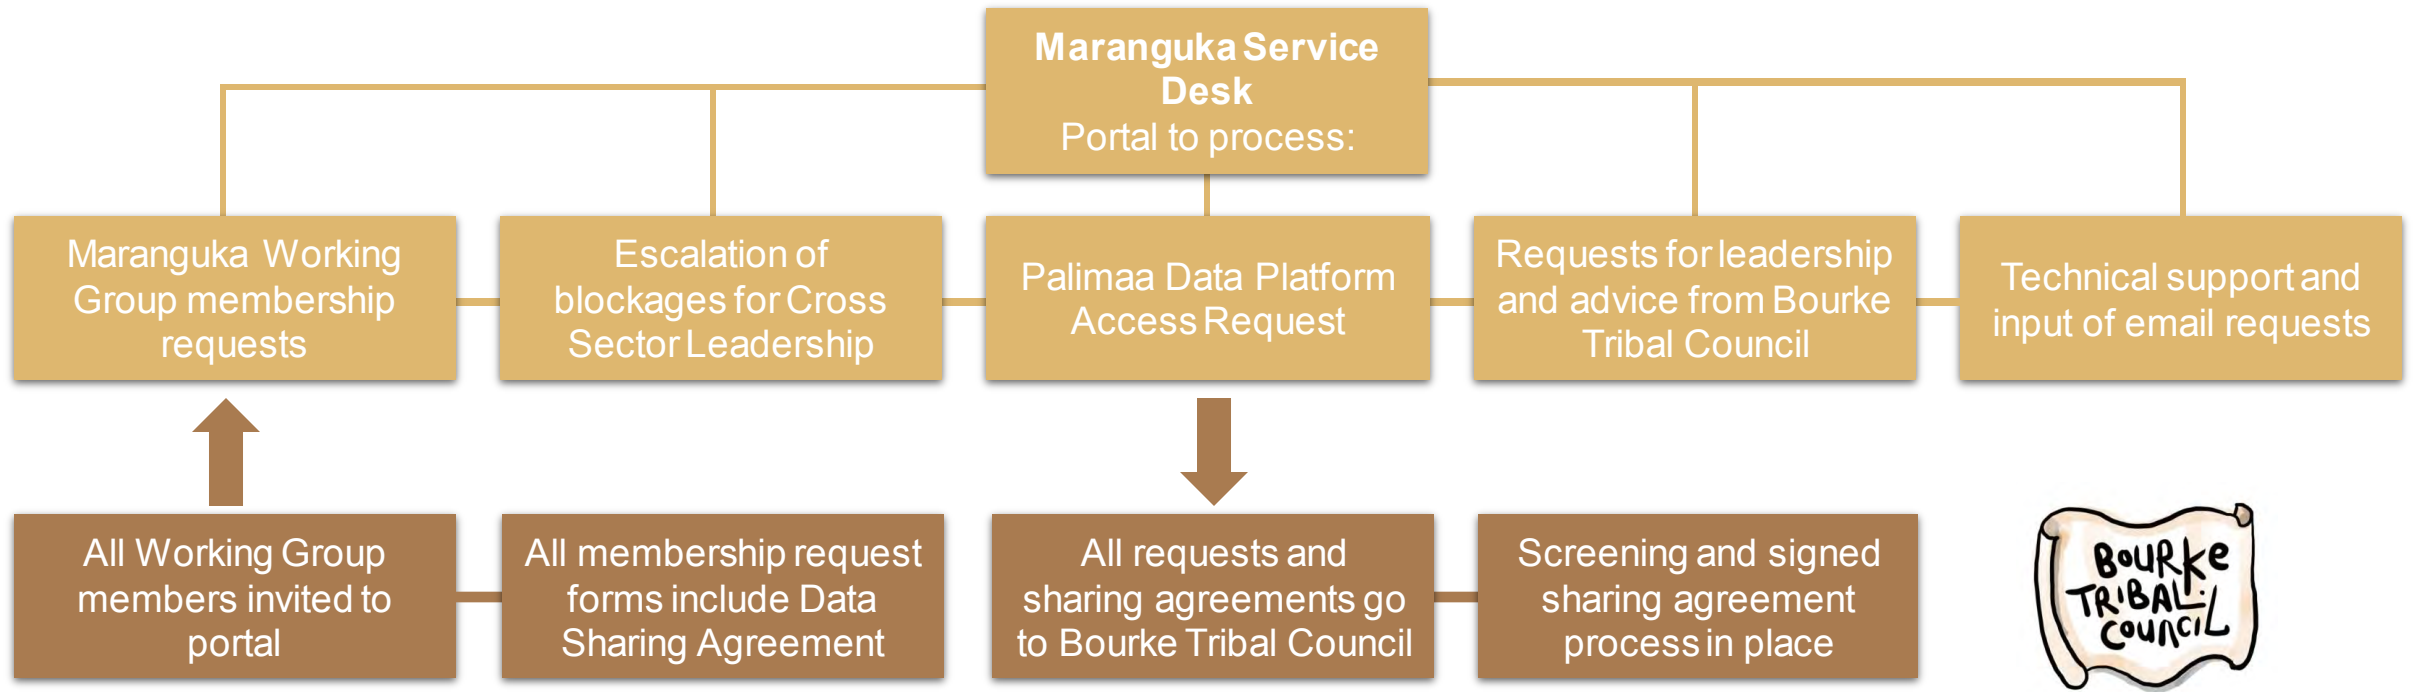 Maranguka Service
Desk
Portal to process:
Maranguka Working
Group membership
requests
Escalation of
blockages for Cross
Sector Leadership
Palimaa Data Platform
Access Request
Requests for leadership
and advice from Bourke
Tribal Council
Technical support and
input of email requests
All Working Group
members invited to
portal
All membership request
forms include Data
Sharing Agreement
All requests and
sharing agreements go
to Bourke Tribal Council
Screening and signed
sharing agreement
process in place
BOURKE
TRIBAL
COUNCIL